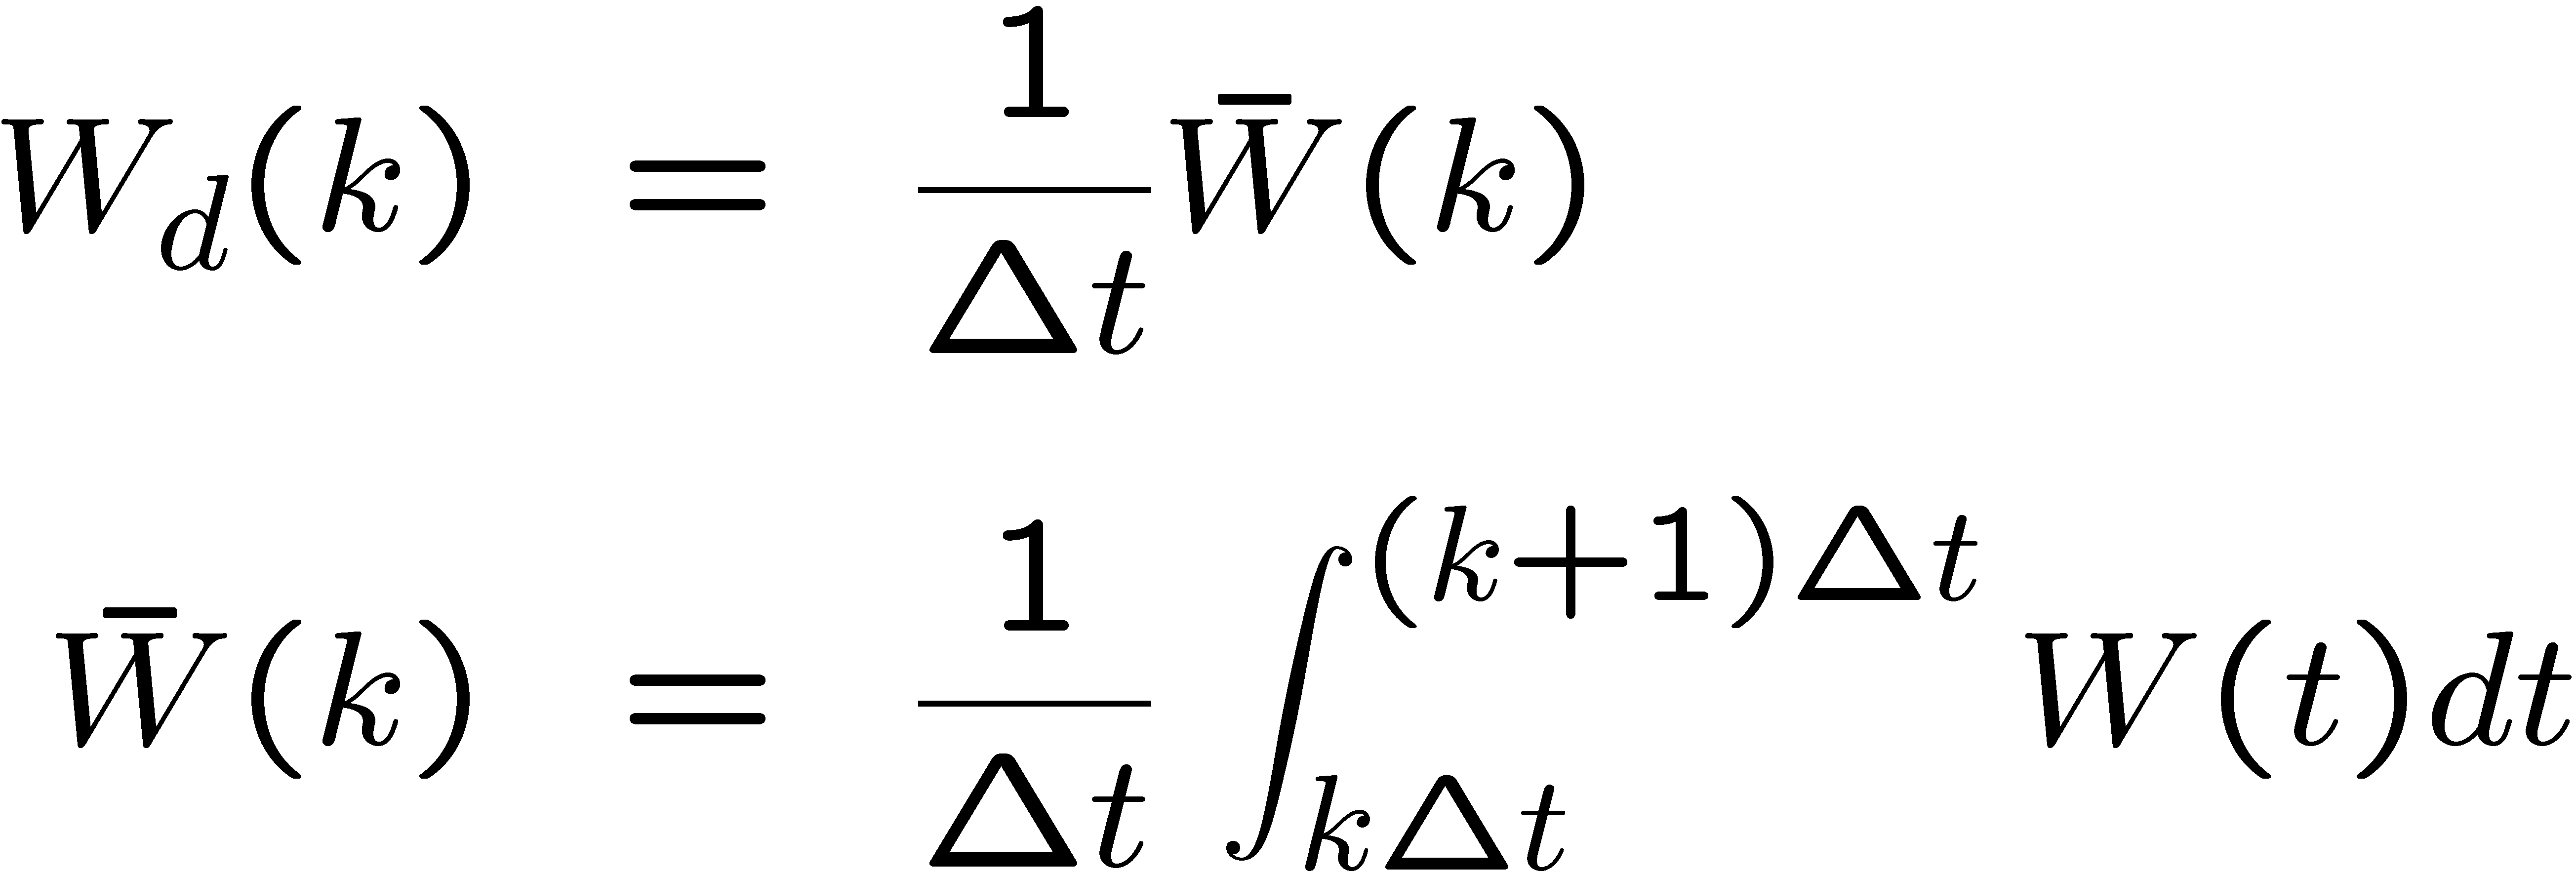 W_d(k) = \frac{1}{\Delta t} \bar{W}(k)
\bar{W}(k) = \frac{1}{\Delta t} \int_{k\Delta t}^{(k+1)\Delta t} W(t)dt